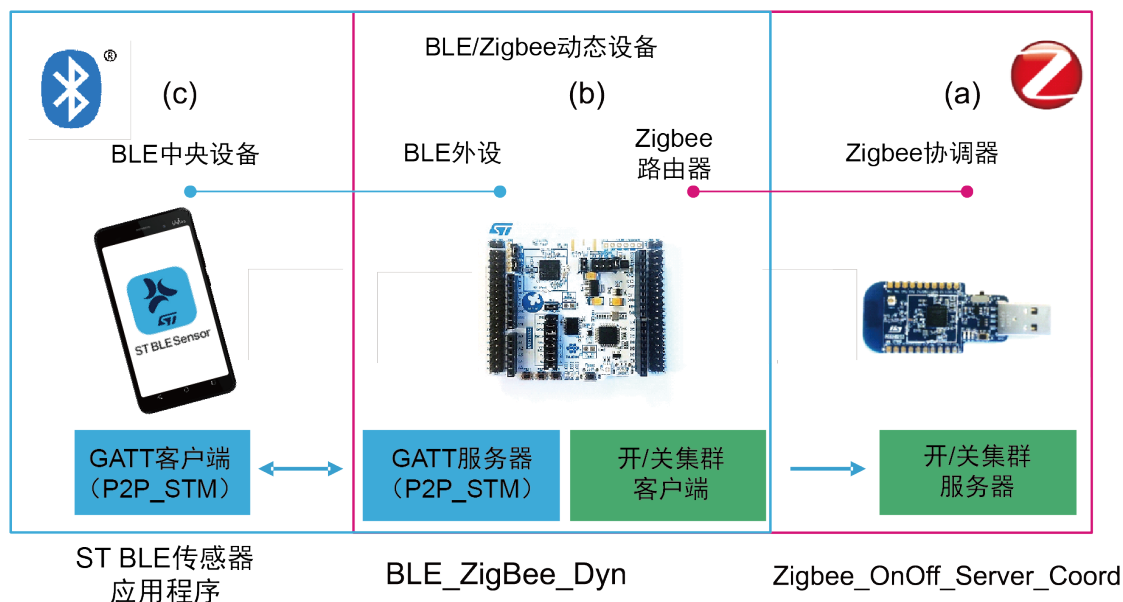 BLE/Zigbee动态设备
®
(c)
(b)
(a)
BLE中央设备
BLE外设
Zigbee
路由器
Zigbee协调器
ST
ST BLE Sensor
GATT客户端
（P2P_STM）
GATT服务器
（P2P_STM）
开/关集群
客户端
开/关集群
服务器
ST BLE传感器
应用程序
BLE_ZigBee_Dyn
Zigbee_OnOff_Server_Coord